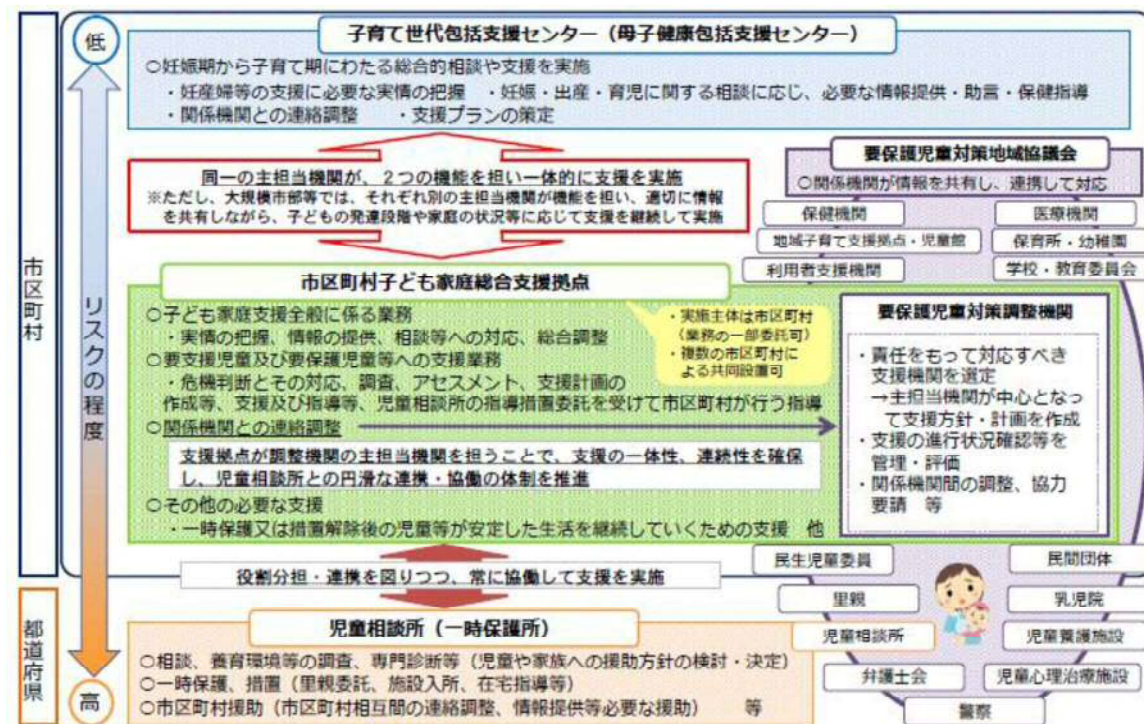 低
子育て世代包括支援センター（母子健康包括支援センター）
○妊娠期から子育て期にわたる総合的相談や支援を実施
・妊産婦等の支援に必要な実情の把握　・妊娠・出産・育児に関する相談に応じ、必要な情報提供・助言・保健指導
・関係機関との連絡調整　・支援プランの策定
同一の主担当機関が、２つの機能を担い一体的に支援を実施
※ただし、大規模市部等では、それぞれ別の主担当機関が機能を担い、適切に情報
を共有しながら、子どもの発達段階や家庭の状況等に応じて支援を継続して実施
要保護児童対策地域協議会
○関係機関が情報を共有し、連携して対応
保健機関
医療機関
地域子育て支援拠点・児童館
保育所・幼稚園
利用者支援機関
学校・教育委員会
市区町村
リスクの程度
市区町村子ども家庭総合支援拠点
○子ども家庭支援全般に係る業務
・実情の把握、情報の提供、相談等への対応、総合調整
○要支援児童及び要保護児童等への支援業務
・危機判断とその対応、調査、アセスメント、支援計画の
作成等、支援及び指導等、児童相談所の指導措置委託を受けて市区町村が行う指導
○関係機関との連絡調整
支援拠点が調整機関の主担当機関を担うことで、支援の一体性、連続性を確保
し、児童相談所との円滑な連携・協働の体制を推進
○その他の必要な支援
・一時保護又は措置解除後の児童等が安定した生活を継続していくための支援　他
・実施主体は市区町村
（業務の一部委託可）
・複数の市区町村に
よる共同設置可
要保護児童対策調整機関
・責任をもって対応すべき
支援機関を選定
→主担当機関が中心となっ
て支援方針・計画を作成
・支援の進行状況確認等を
管理・評価
・関係機関間の調整、協力
要請　等
役割分担・連携を図りつつ、常に協働して支援を実施
民生児童委員
民間団体
里親
乳児院
児童相談所
児童養護施設
弁護士会
児童心理治療施設
警察
都道府県
児童相談所（一時保護所）
○相談、養育環境等の調査、専門診断等（児童や家族への援助方針の検討・決定）
○一時保護、措置（里親委託、施設入所、在宅指導等）
○市区町村援助（市区町村相互間の連絡調整、情報提供等必要な援助）　等
高